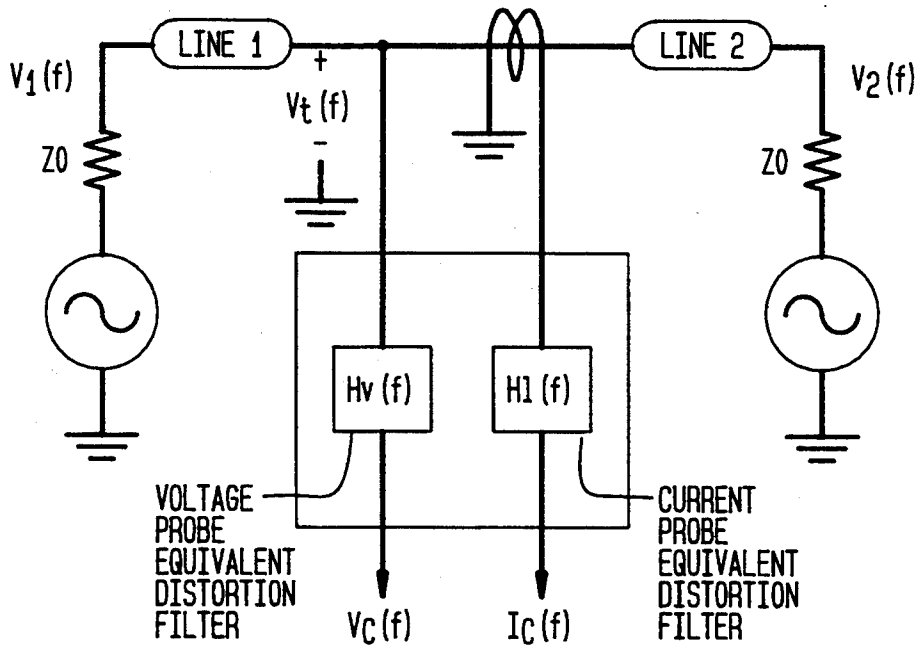 LINE 1
LINE 2
V1(f)
+
Vt(f)
-
V2(f)
Z0
Z0
Hv(f)
Hl(f)
VOLTAGE
PROBE
EQUIVALENT
DISTORTION
FILTER
CURRENT
PROBE
EQUIVALENT
DISTORTION
FILTER
VC(f)
IC(f)